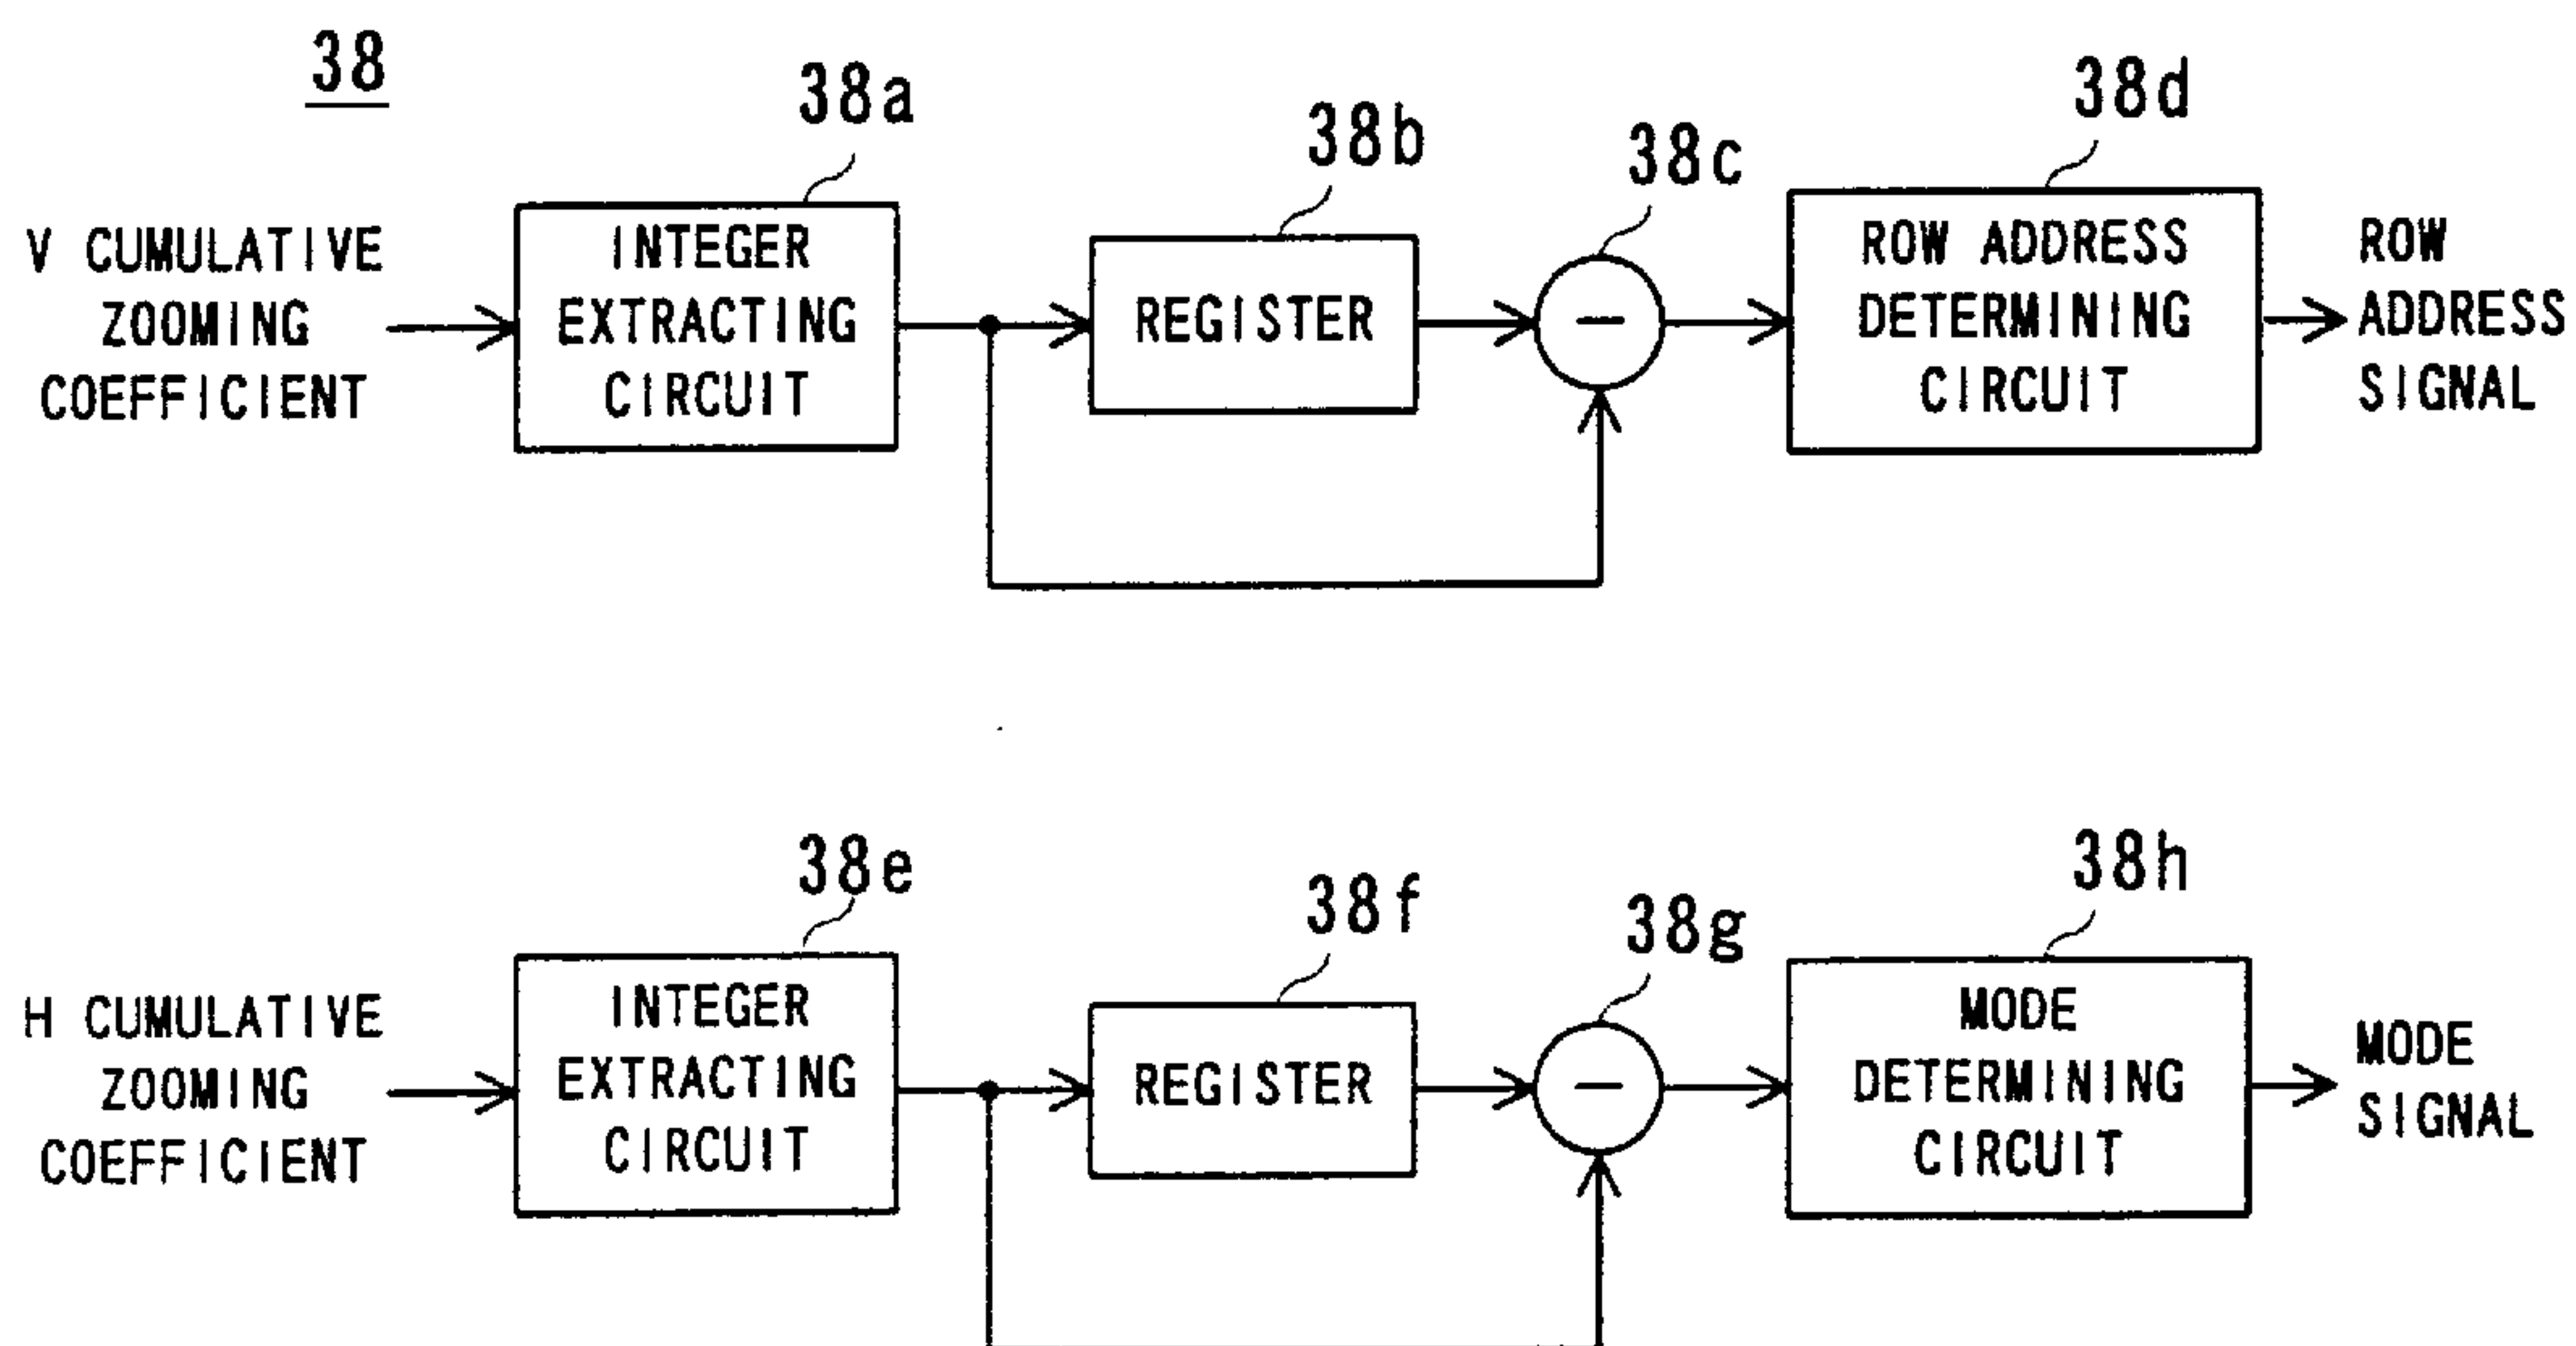 38
38a
38b
38c
38d
V CUMULATIVE
ZOOMING
COEFFICIENT
INTEGER
EXTRACTING
CIRCUIT
REGISTER
−
ROW ADDRESS
DETERMINING
CIRCUIT
ROW
ADDRESS
SIGNAL
38e
38f
38g
38h
H CUMULATIVE
ZOOMING
COEFFICIENT
INTEGER
EXTRACTING
CIRCUIT
REGISTER
−
MODE
DETERMINING
CIRCUIT
MODE
SIGNAL